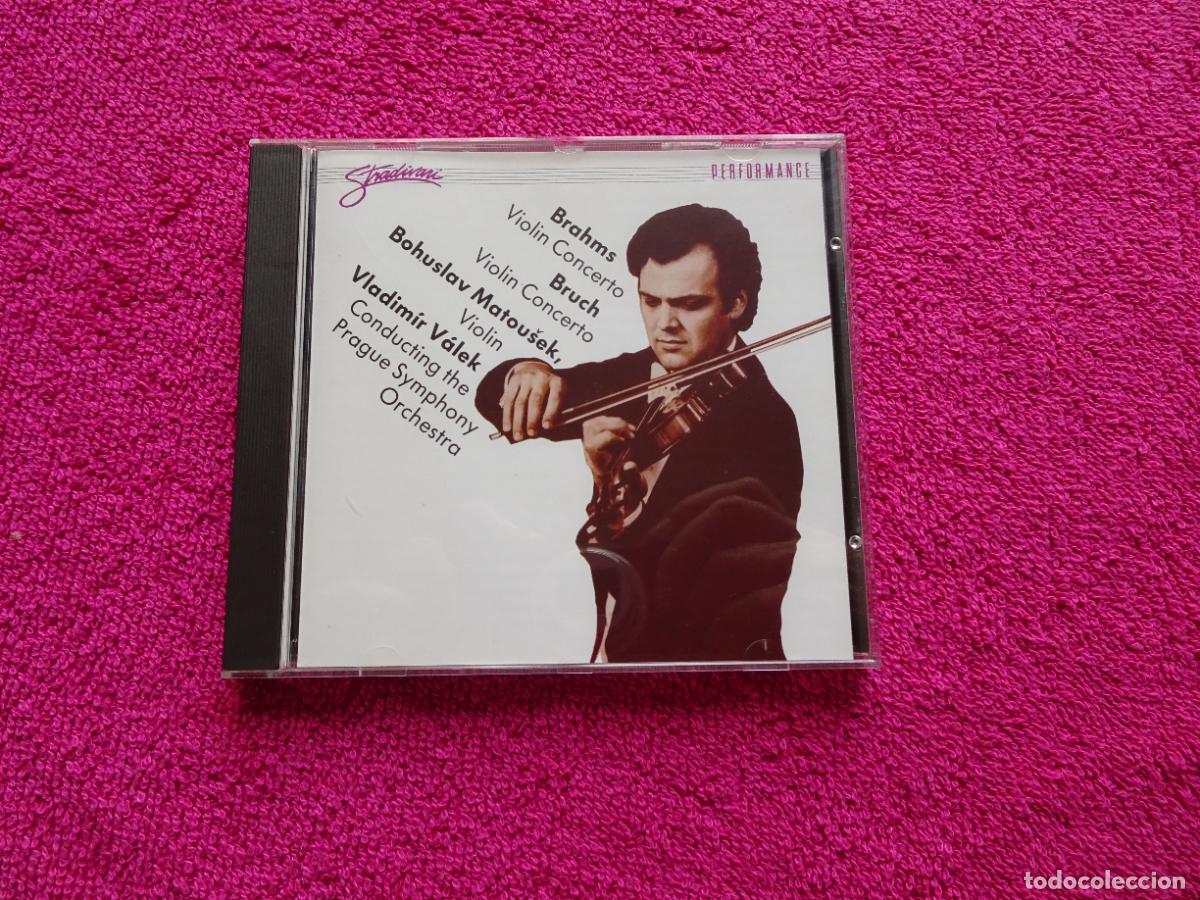 Stradivari
PERFORMANCE
Brahms
Violin Concerto
Bruch
Violin Concerto
Bohuslav Matoušek,
Violin
Vladimír Válek
Conducting the
Prague Symphony
Orchestra
todocoleccion